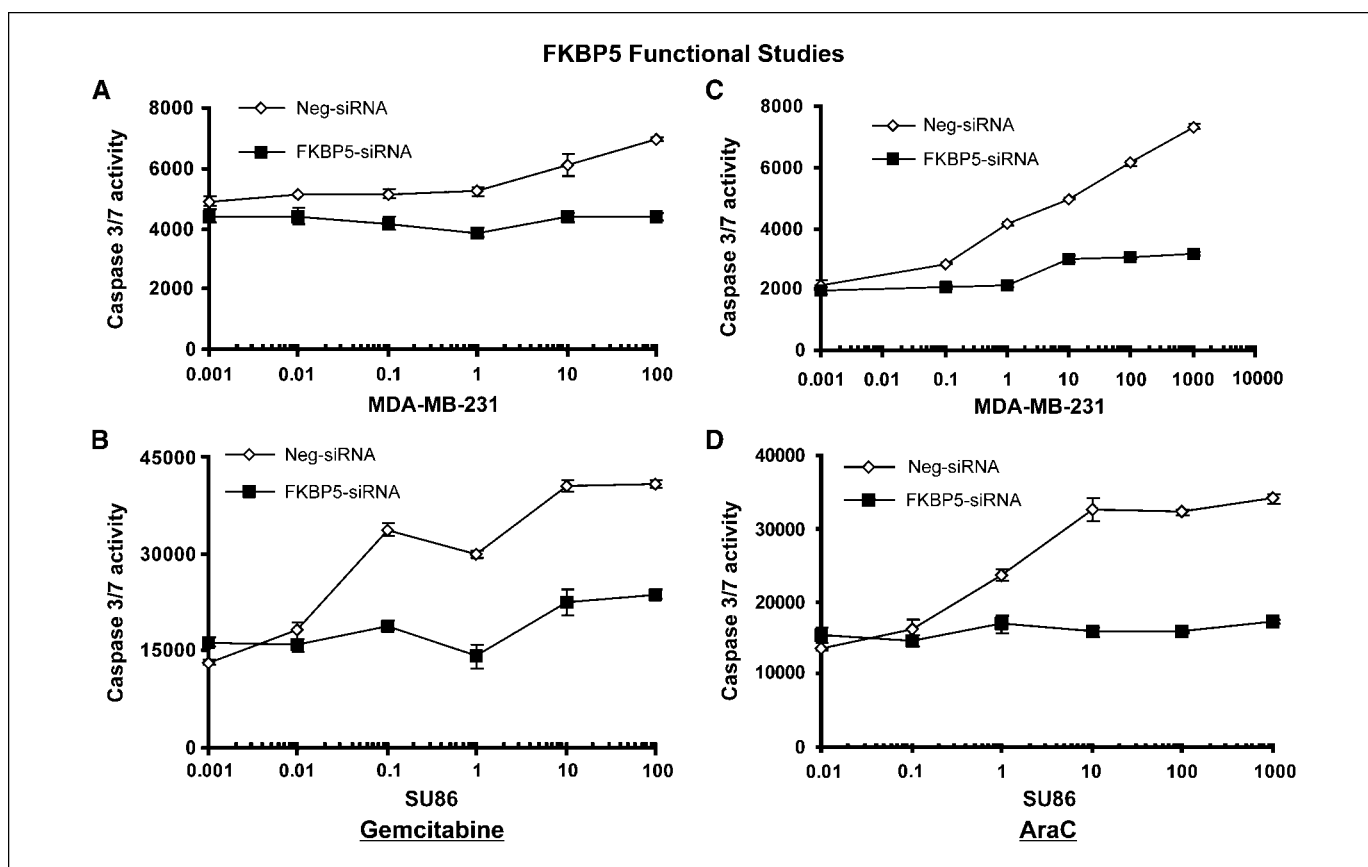 FKBP5 Functional Studies
A
Neg-siRNA
FKBP5-siRNA
8000
6000
4000
2000
0
Caspase 3/7 activity
0.001 0.01 0.1 1 10 100
MDA-MB-231
C
Neg-siRNA
FKBP5-siRNA
8000
6000
4000
2000
0
Caspase 3/7 activity
0.001 0.01 0.1 1 10 100 1000 10000
MDA-MB-231
B
Neg-siRNA
FKBP5-siRNA
45000
30000
15000
0
Caspase 3/7 activity
0.001 0.01 0.1 1 10 100
SU86
Gemcitabine
D
Neg-siRNA
FKBP5-siRNA
40000
30000
20000
10000
0
Caspase 3/7 activity
0.01 0.1 1 10 100 1000
SU86
AraC